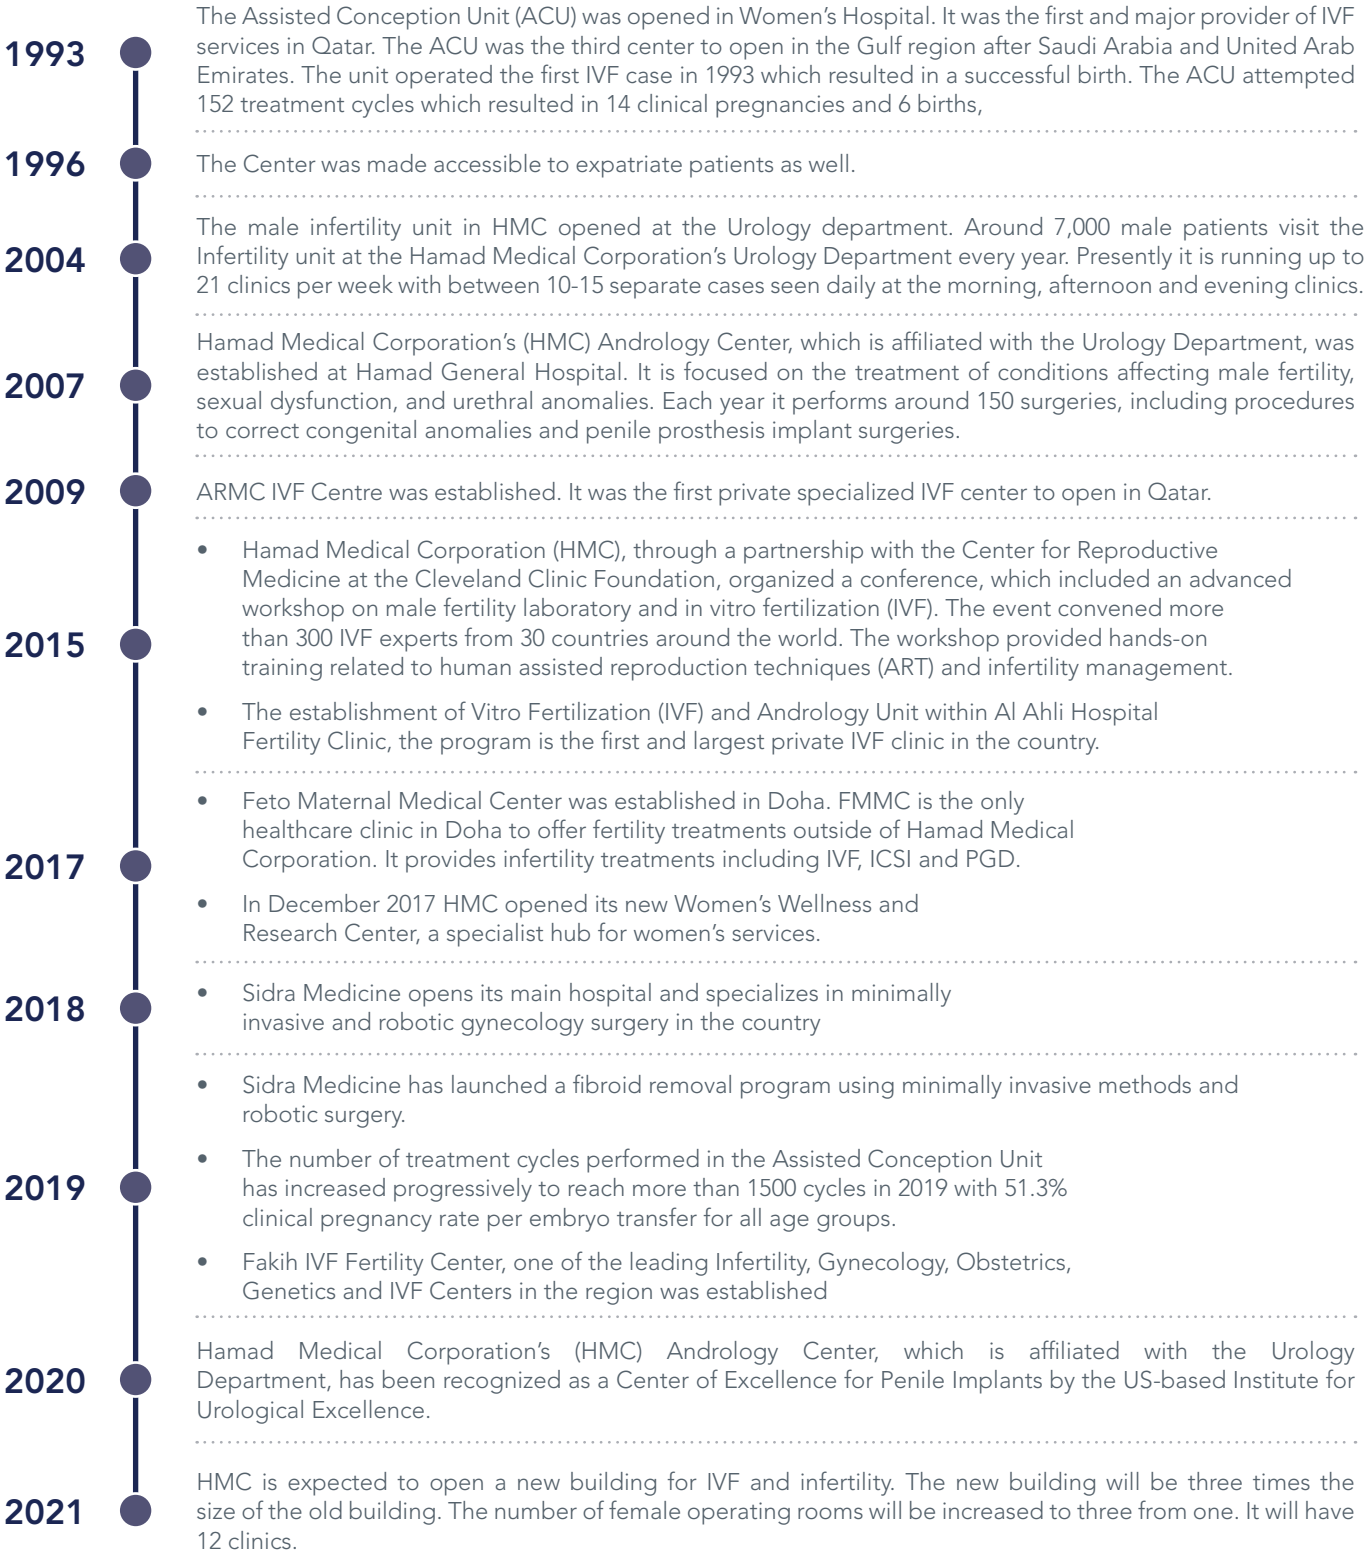 The Assisted Conception Unit (ACU) was opened in Women’s Hospital. It was the first and major provider of IVF
1993
services in Qatar. The ACU was the third center to open in the Gulf region after Saudi Arabia and United Arab
Emirates. The unit operated the first IVF case in 1993 which resulted in a successful birth. The ACU attempted
152 treatment cycles which resulted in 14 clinical pregnancies and 6 births,
1996
The Center was made accessible to expatriate patients as well.
The male infertility unit in HMC opened at the Urology department. Around 7,000 male patients visit the
2004
Infertility unit at the Hamad Medical Corporation’s Urology Department every year. Presently it is running up to
21 clinics per week with between 10-15 separate cases seen daily at the morning, afternoon and evening clinics.
Hamad Medical Corporation’s (HMC) Andrology Center, which is affiliated with the Urology Department, was
2007
established at Hamad General Hospital. It is focused on the treatment of conditions affecting male fertility,
sexual dysfunction, and urethral anomalies. Each year it performs around 150 surgeries, including procedures
to correct congenital anomalies and penile prosthesis implant surgeries.
2009
ARMC IVF Centre was established. It was the first private specialized IVF center to open in Qatar.
2015
• Hamad Medical Corporation (HMC), through a partnership with the Center for Reproductive
Medicine at the Cleveland Clinic Foundation, organized a conference, which included an advanced
workshop on male fertility laboratory and in vitro fertilization (IVF). The event convened more
than 300 IVF experts from 30 countries around the world. The workshop provided hands-on
training related to human assisted reproduction techniques (ART) and infertility management.
• The establishment of Vitro Fertilization (IVF) and Andrology Unit within Al Ahli Hospital
Fertility Clinic, the program is the first and largest private IVF clinic in the country.
2017
• Feto Maternal Medical Center was established in Doha. FMMC is the only
healthcare clinic in Doha to offer fertility treatments outside of Hamad Medical
Corporation. It provides infertility treatments including IVF, ICSI and PGD.
• In December 2017 HMC opened its new Women’s Wellness and
Research Center, a specialist hub for women’s services.
2018
• Sidra Medicine opens its main hospital and specializes in minimally
invasive and robotic gynecology surgery in the country
2019
• Sidra Medicine has launched a fibroid removal program using minimally invasive methods and
robotic surgery.
• The number of treatment cycles performed in the Assisted Conception Unit
has increased progressively to reach more than 1500 cycles in 2019 with 51.3%
clinical pregnancy rate per embryo transfer for all age groups.
• Fakih IVF Fertility Center, one of the leading Infertility, Gynecology, Obstetrics,
Genetics and IVF Centers in the region was established
2020
Hamad Medical Corporation’s (HMC) Andrology Center, which is affiliated with the Urology
Department, has been recognized as a Center of Excellence for Penile Implants by the US-based Institute for
Urological Excellence.
2021
HMC is expected to open a new building for IVF and infertility. The new building will be three times the
size of the old building. The number of female operating rooms will be increased to three from one. It will have
12 clinics.